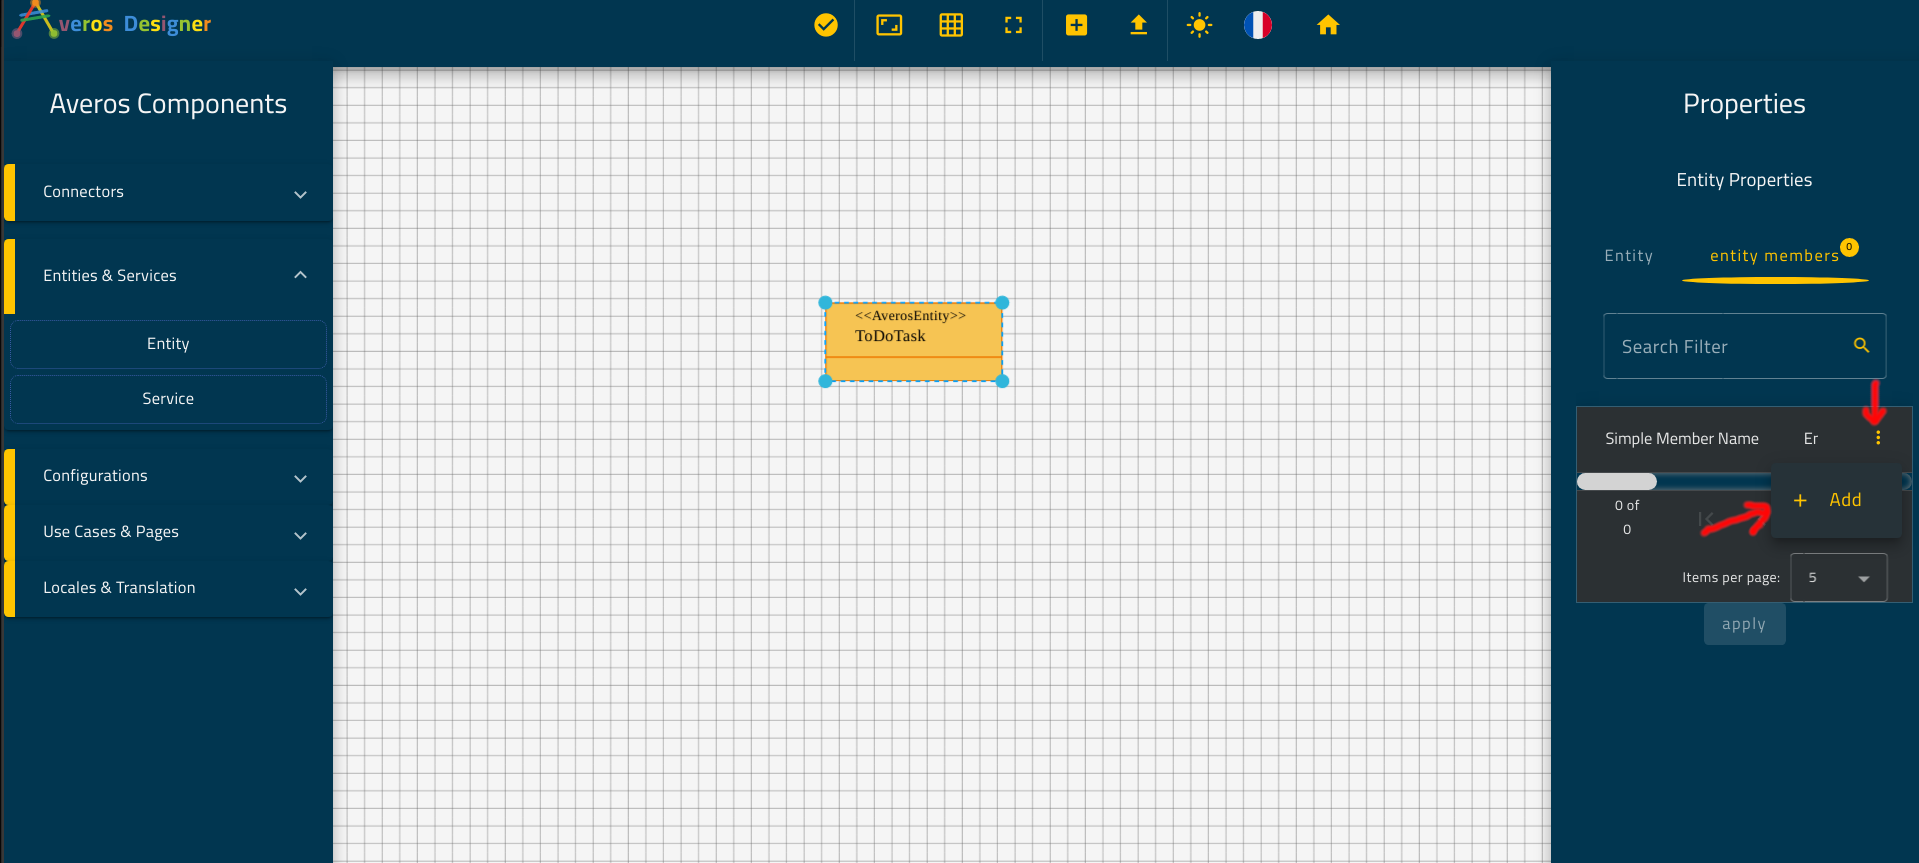 veros Designer
Averos Components
Connectors
Entities & Services
Entity
Service
Configurations
Use Cases & Pages
Locales & Translation
<<AverosEntity>>
ToDoTask
Properties
Entity Properties
Entity
entity members
0
Search Filter
Simple Member Name
Er
Add
0 of
0
Items per page:
5
apply